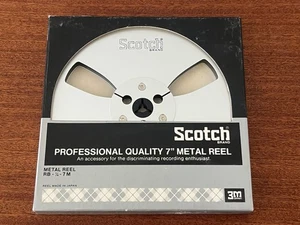 Scotch
BRAND
Scotch
BRAND
PROFESSIONAL QUALITY 7" METAL REEL
An accessory for the discriminating recording enthusiast
METAL REEL
RB-¼-7M
REEL MADE IN JAPAN
3M